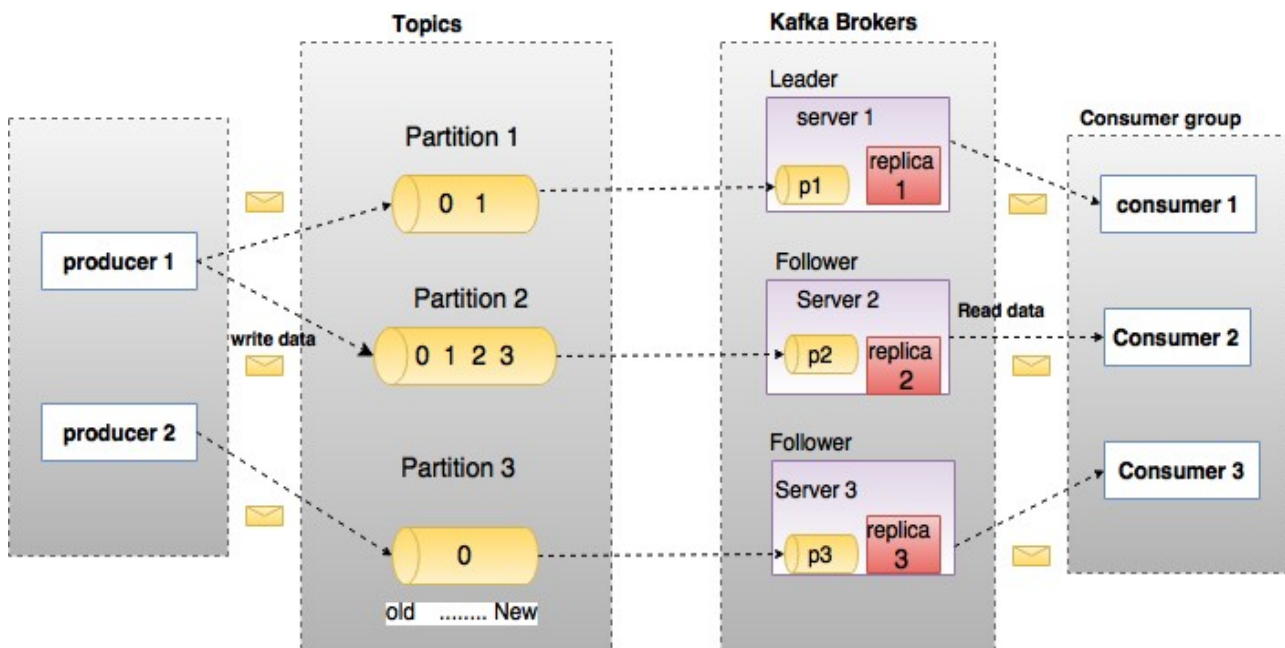 Topics
Kafka Brokers
Leader
server 1
Consumer group
Partition 1
replica
1
p1
0 1
consumer 1
producer 1
Follower
Partition 2
Server 2
Read data
write data
Consumer 2
0 1 2 3
p2
replica
2
producer 2
Follower
Partition 3
Consumer 3
Server 3
replica
3
0
p3
old ........ New